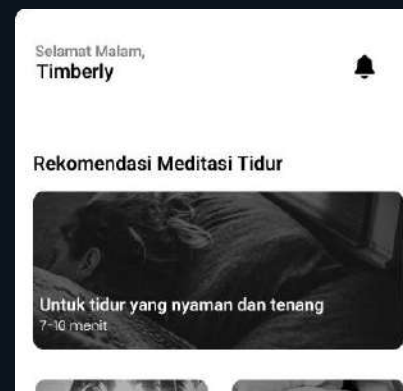 Selamat Malam,
Timberly
Rekomendasi Meditasi Tidur
Untuk tidur yang nyaman dan tenang
7-10 menit